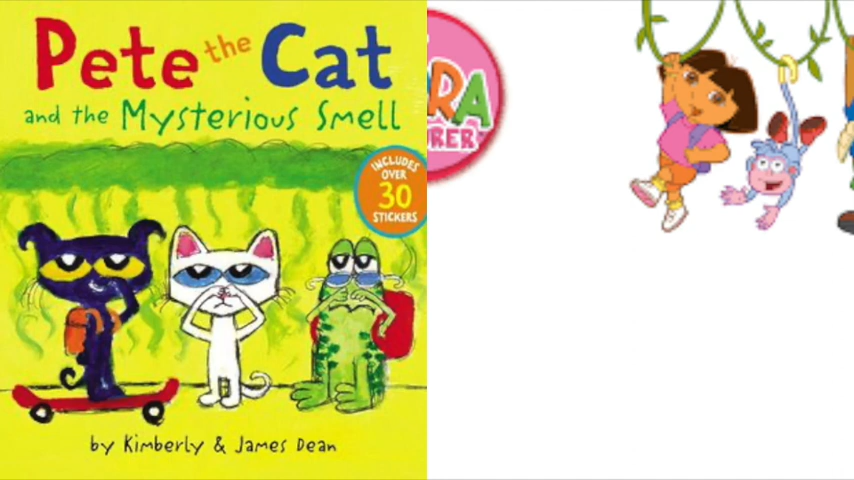 Pete the Cat
and the Mysterious Smell
INCLUDES
OVER
30
STICKERS
by Kimberly & James Dean
RA
RER